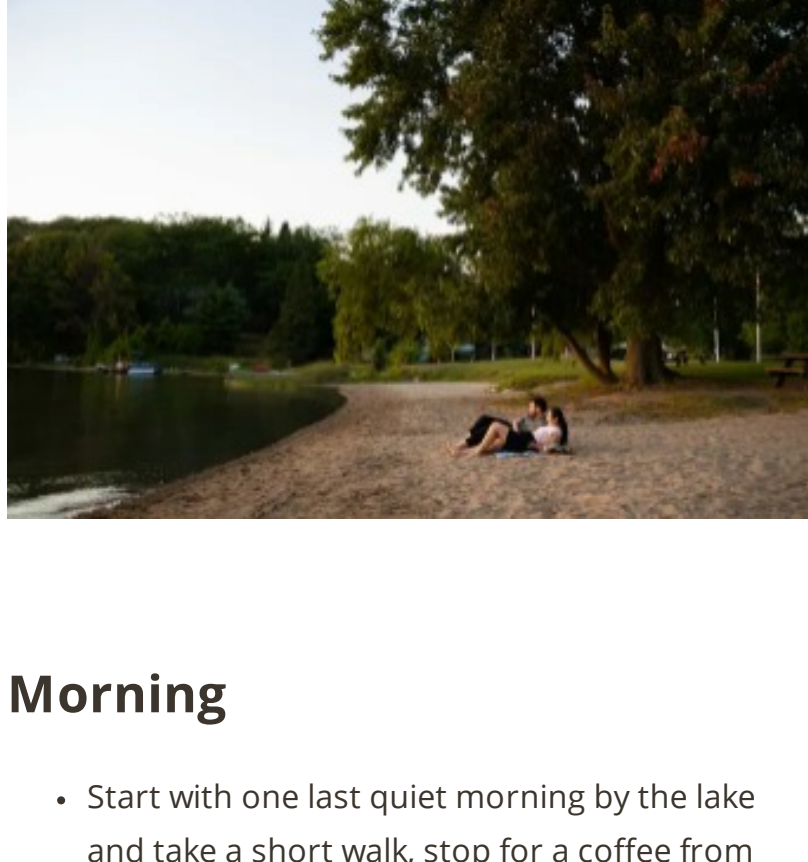 Morning
• Start with one last quiet morning by the lake
and take a short walk, stop for a coffee from